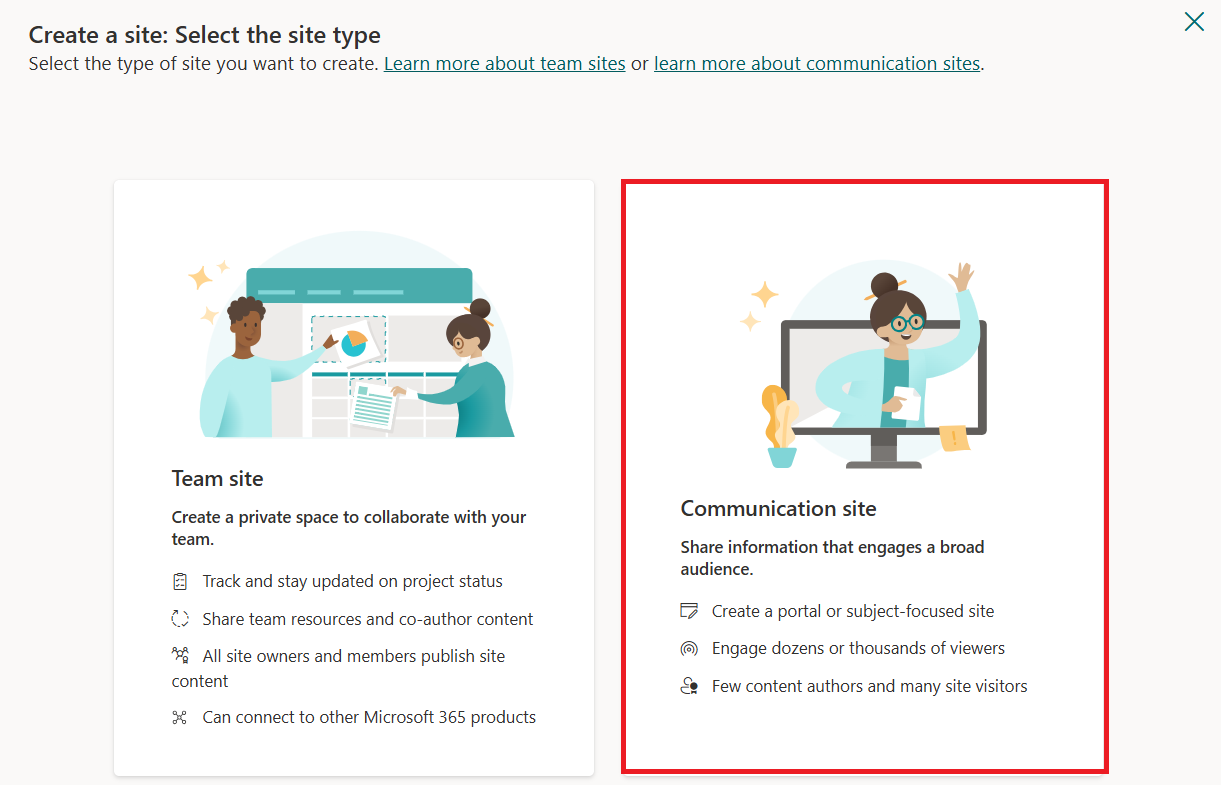 Create a site: Select the site type
Select the type of site you want to create. Learn more about team sites or learn more about communication sites.
Team site
Create a private space to collaborate with your
team.
Track and stay updated on project status
Share team resources and co-author content
All site owners and members publish site
content
Can connect to other Microsoft 365 products
Communication site
Share information that engages a broad
audience.
Create a portal or subject-focused site
Engage dozens or thousands of viewers
Few content authors and many site visitors